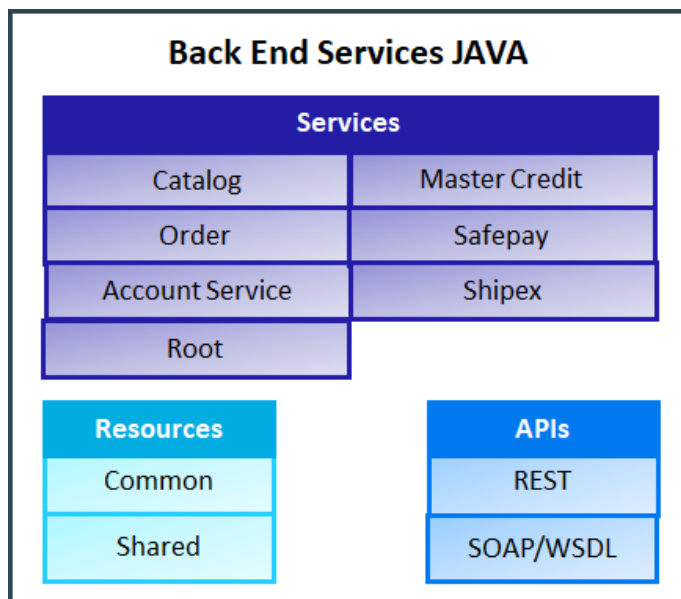 Back End Services JAVA
Services
Catalog
Master Credit
Order
Safepay
Account Service
Shipex
Root
Resources
Common
Shared
APIs
REST
SOAP/WSDL